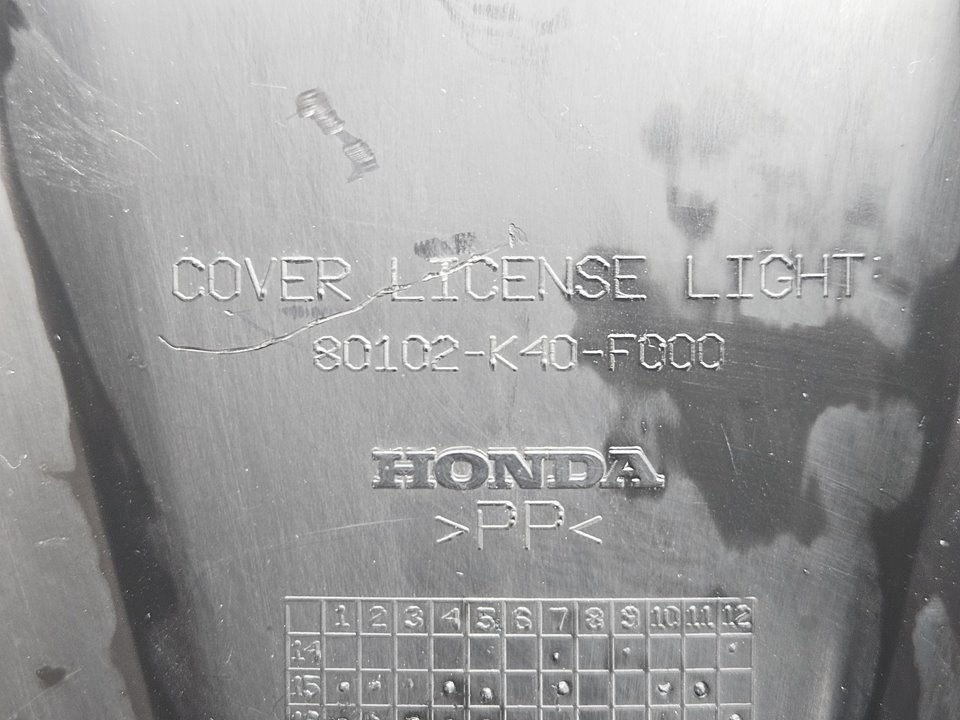 COVER LICENSE LIGHT
80102-K40-F000
HONDA
>PP<
1 2 3 4 5 6 7 8 9 10 11 12
14
15